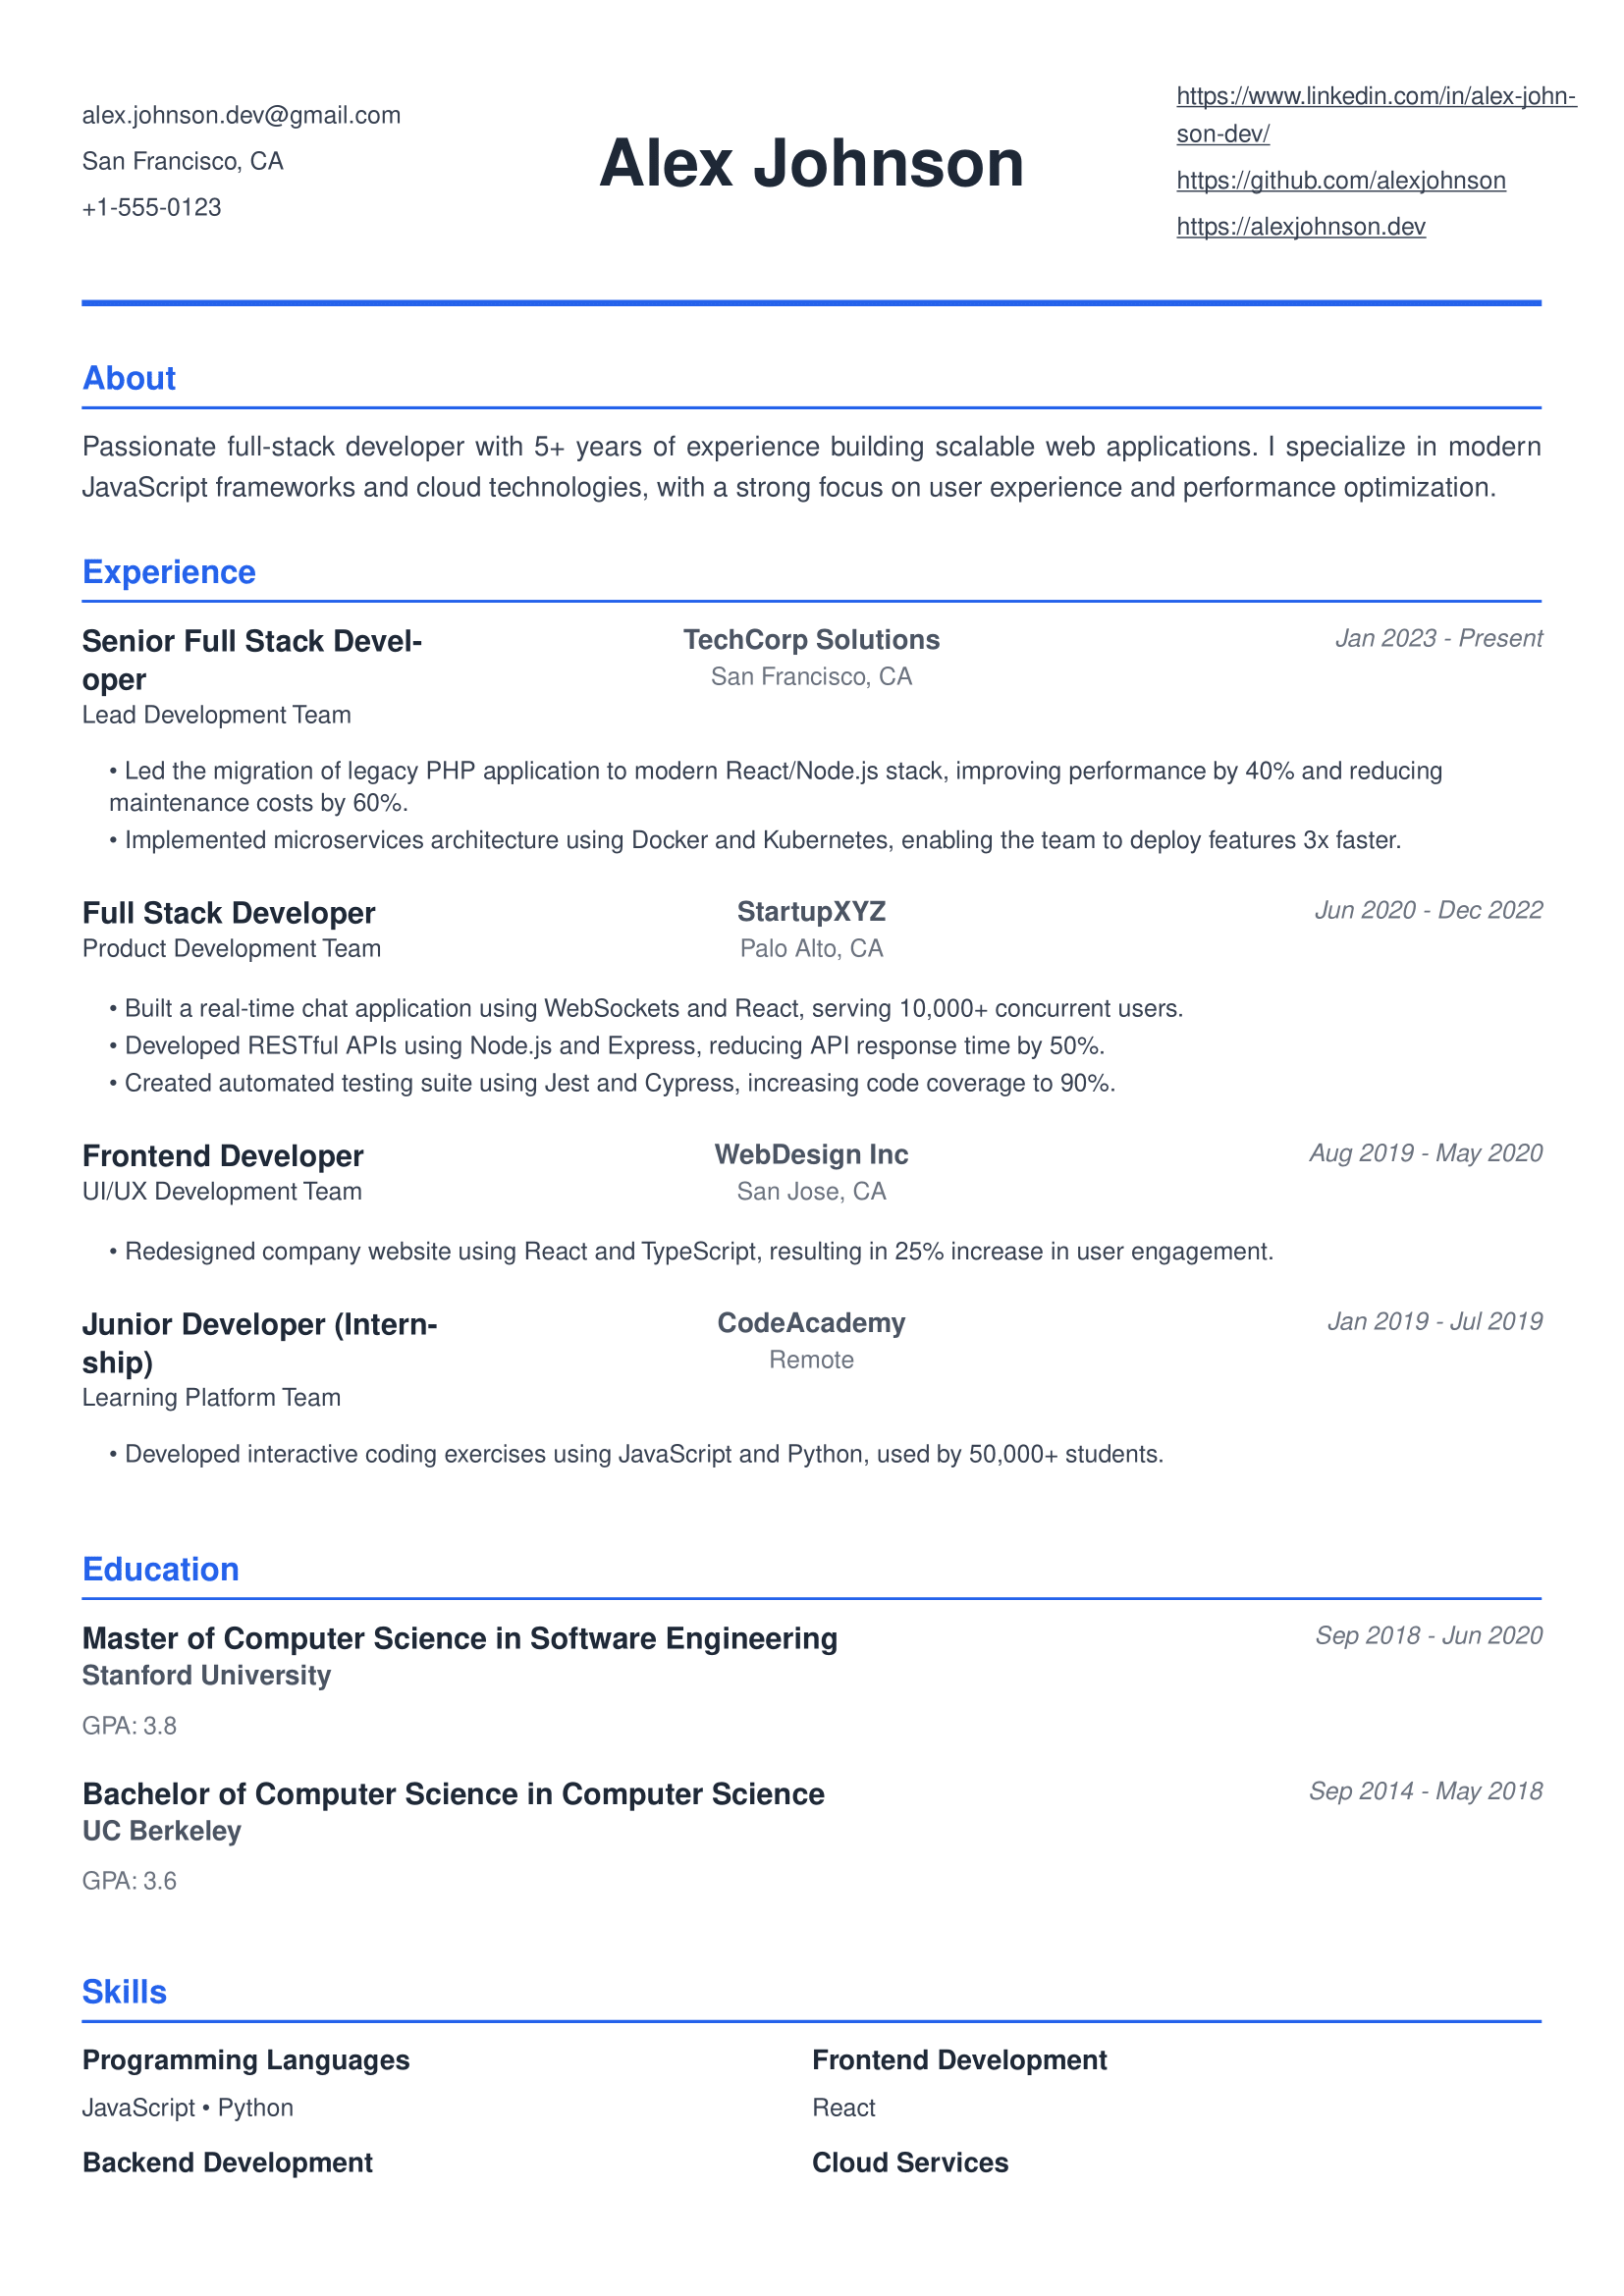 alex.johnson.dev@gmail.com
San Francisco, CA
+1-555-0123
Alex Johnson
https://www.linkedin.com/in/alex-john-
son-dev/
https://github.com/alexjohnson
https://alexjohnson.dev
About
Passionate full-stack developer with 5+ years of experience building scalable web applications. I specialize in modern
JavaScript frameworks and cloud technologies, with a strong focus on user experience and performance optimization.
Experience
Senior Full Stack Devel-
oper
Lead Development Team
TechCorp Solutions
San Francisco, CA
Jan 2023 - Present
• Led the migration of legacy PHP application to modern React/Node.js stack, improving performance by 40% and reducing
maintenance costs by 60%.
• Implemented microservices architecture using Docker and Kubernetes, enabling the team to deploy features 3x faster.
Full Stack Developer
Product Development Team
StartupXYZ
Palo Alto, CA
Jun 2020 - Dec 2022
• Built a real-time chat application using WebSockets and React, serving 10,000+ concurrent users.
• Developed RESTful APIs using Node.js and Express, reducing API response time by 50%.
• Created automated testing suite using Jest and Cypress, increasing code coverage to 90%.
Frontend Developer
UI/UX Development Team
WebDesign Inc
San Jose, CA
Aug 2019 - May 2020
• Redesigned company website using React and TypeScript, resulting in 25% increase in user engagement.
Junior Developer (Intern-
ship)
Learning Platform Team
CodeAcademy
Remote
Jan 2019 - Jul 2019
• Developed interactive coding exercises using JavaScript and Python, used by 50,000+ students.
Education
Master of Computer Science in Software Engineering
Stanford University
Sep 2018 - Jun 2020
GPA: 3.8
Bachelor of Computer Science in Computer Science
UC Berkeley
Sep 2014 - May 2018
GPA: 3.6
Skills
Programming Languages
JavaScript • Python
Frontend Development
React
Backend Development
Cloud Services